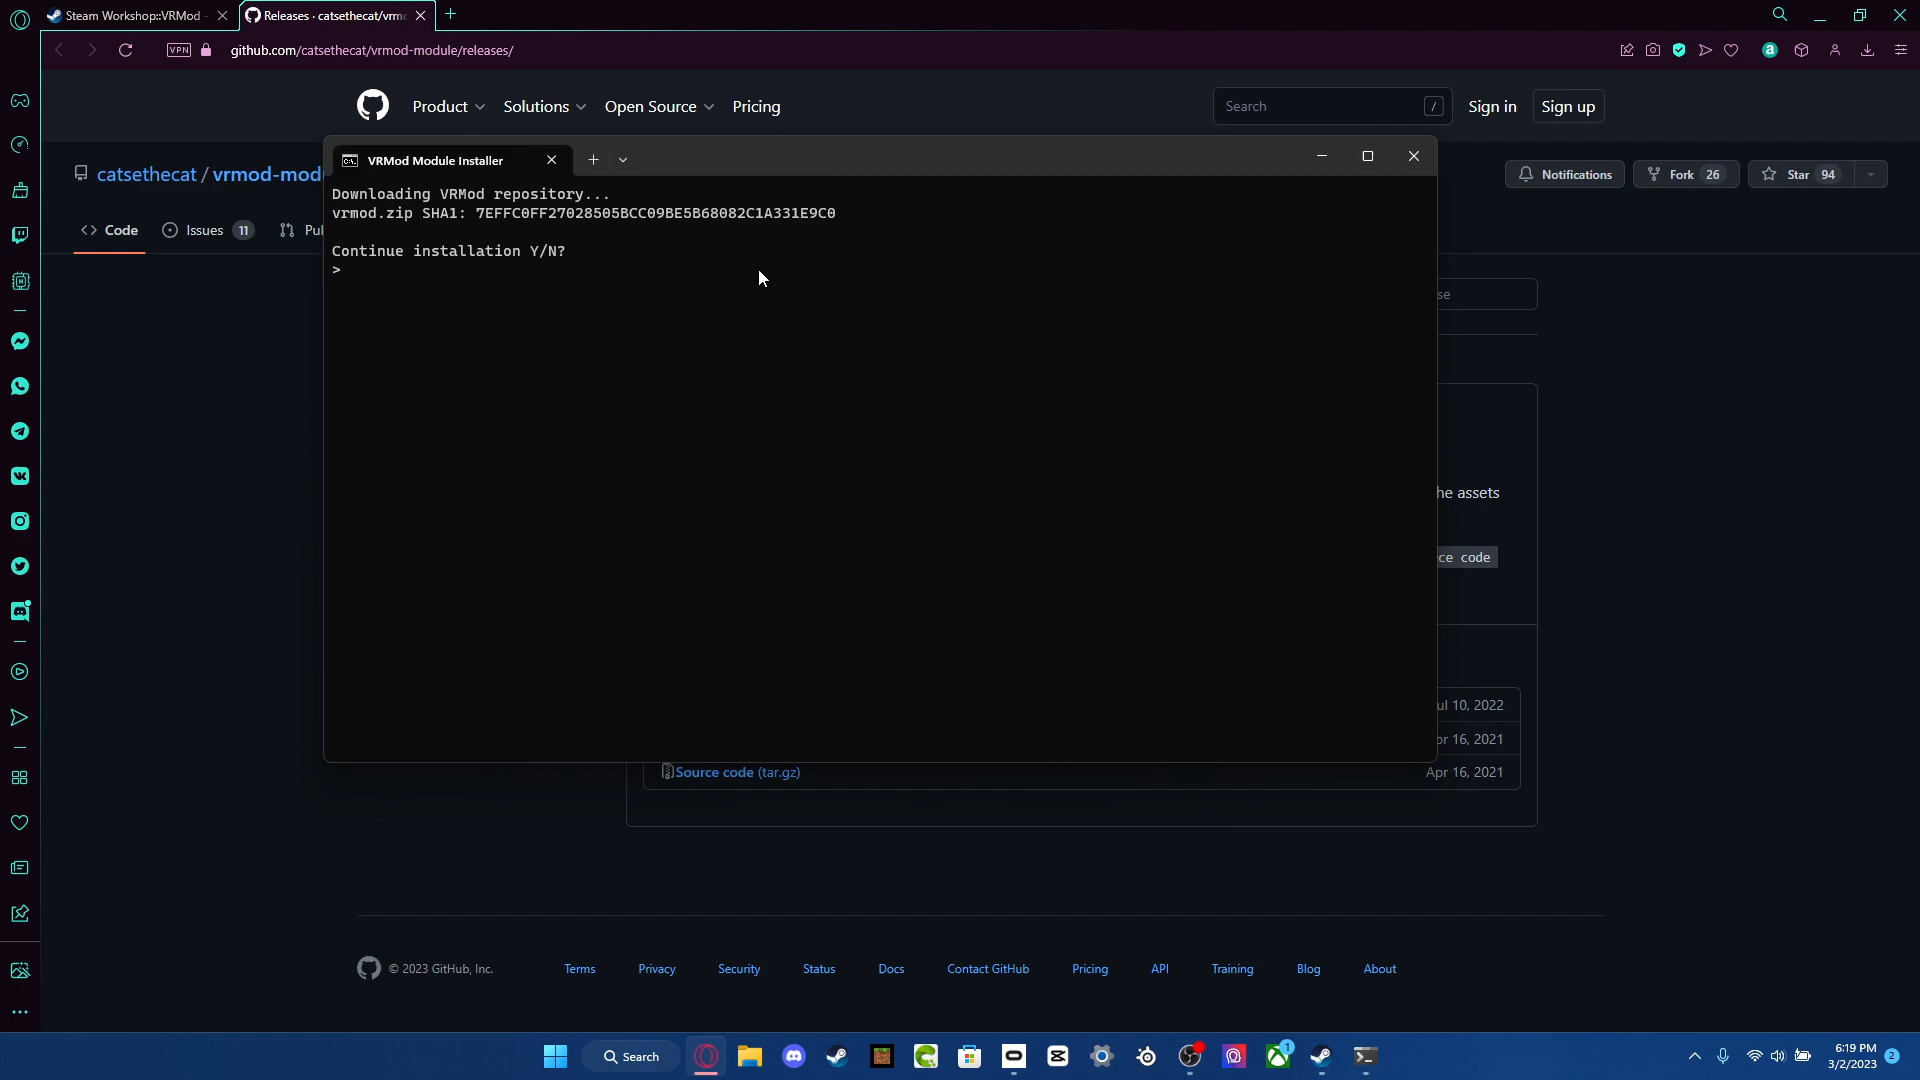 Steam Workshop::VRMod -
Releases · catsethecat/vrmo
VPN
github.com/catsethecat/vrmod-module/releases/
Product
Solutions
Open Source
Pricing
Search
/
Sign in
Sign up
catsethecat / vrmod-mod
Notifications
Fork 26
Star 94
Code
Issues 11
Pul
VRMod Module Installer
Downloading VRMod repository...
vrmod.zip SHA1: 7EFFC0FF27028505BCC09BE5B68082C1A331E9C0
Continue installation Y/N?
>
se
he assets
ce code
ul 10, 2022
pr 16, 2021
Source code (tar.gz)
Apr 16, 2021
© 2023 GitHub, Inc.
Terms
Privacy
Security
Status
Docs
Contact GitHub
Pricing
API
Training
Blog
About
Search
1
6:19 PM
3/2/2023
2